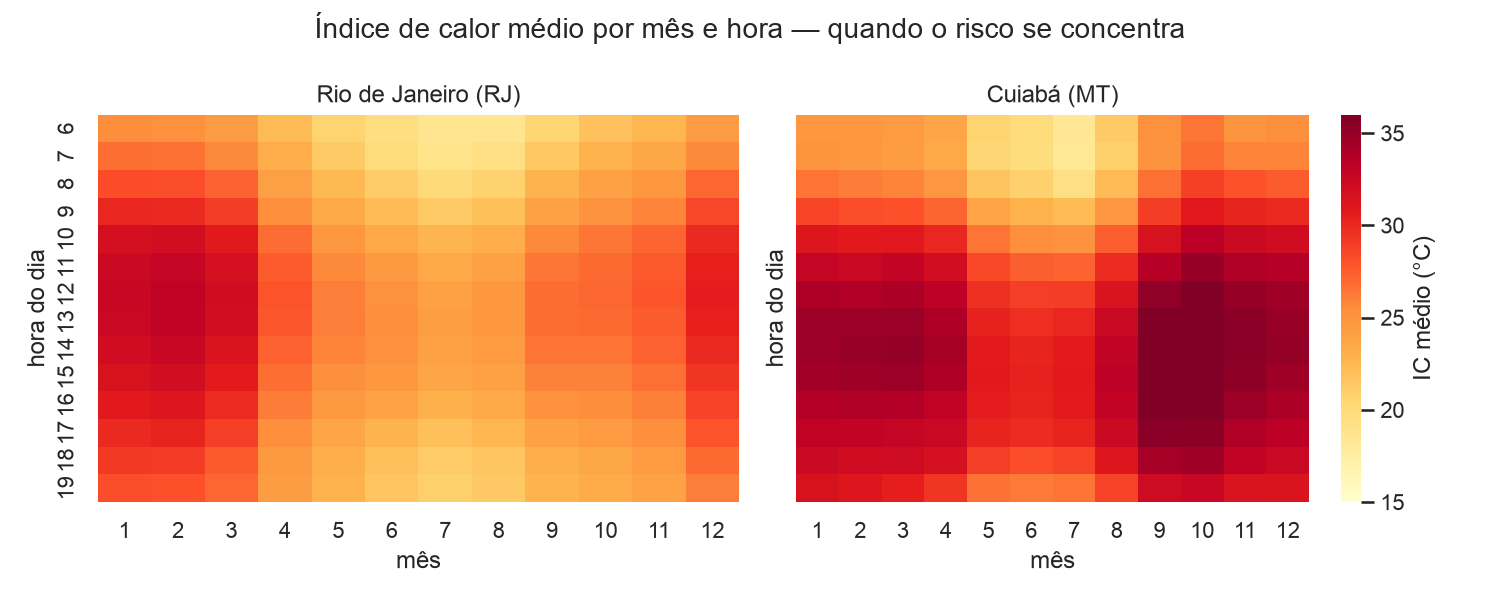 Índice de calor médio por mês e hora — quando o risco se concentra
Rio de Janeiro (RJ)
hora do dia
6
7
8
9
10
11
12
13
14
15
16
17
18
19
1 2 3 4 5 6 7 8 9 10 11 12
mês
Cuiabá (MT)
hora do dia
1 2 3 4 5 6 7 8 9 10 11 12
mês
35
30
25
20
15
IC médio (°C)